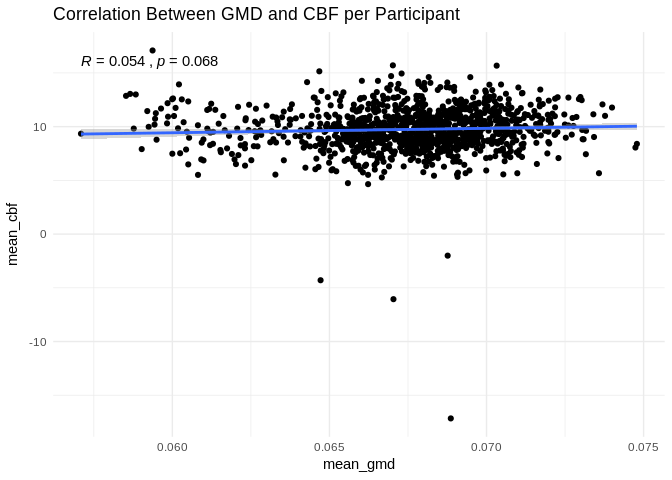 Correlation Between GMD and CBF per Participant
R = 0.054 , p = 0.068
10
0
-10
mean_cbf
0.060 0.065 0.070 0.075
mean_gmd